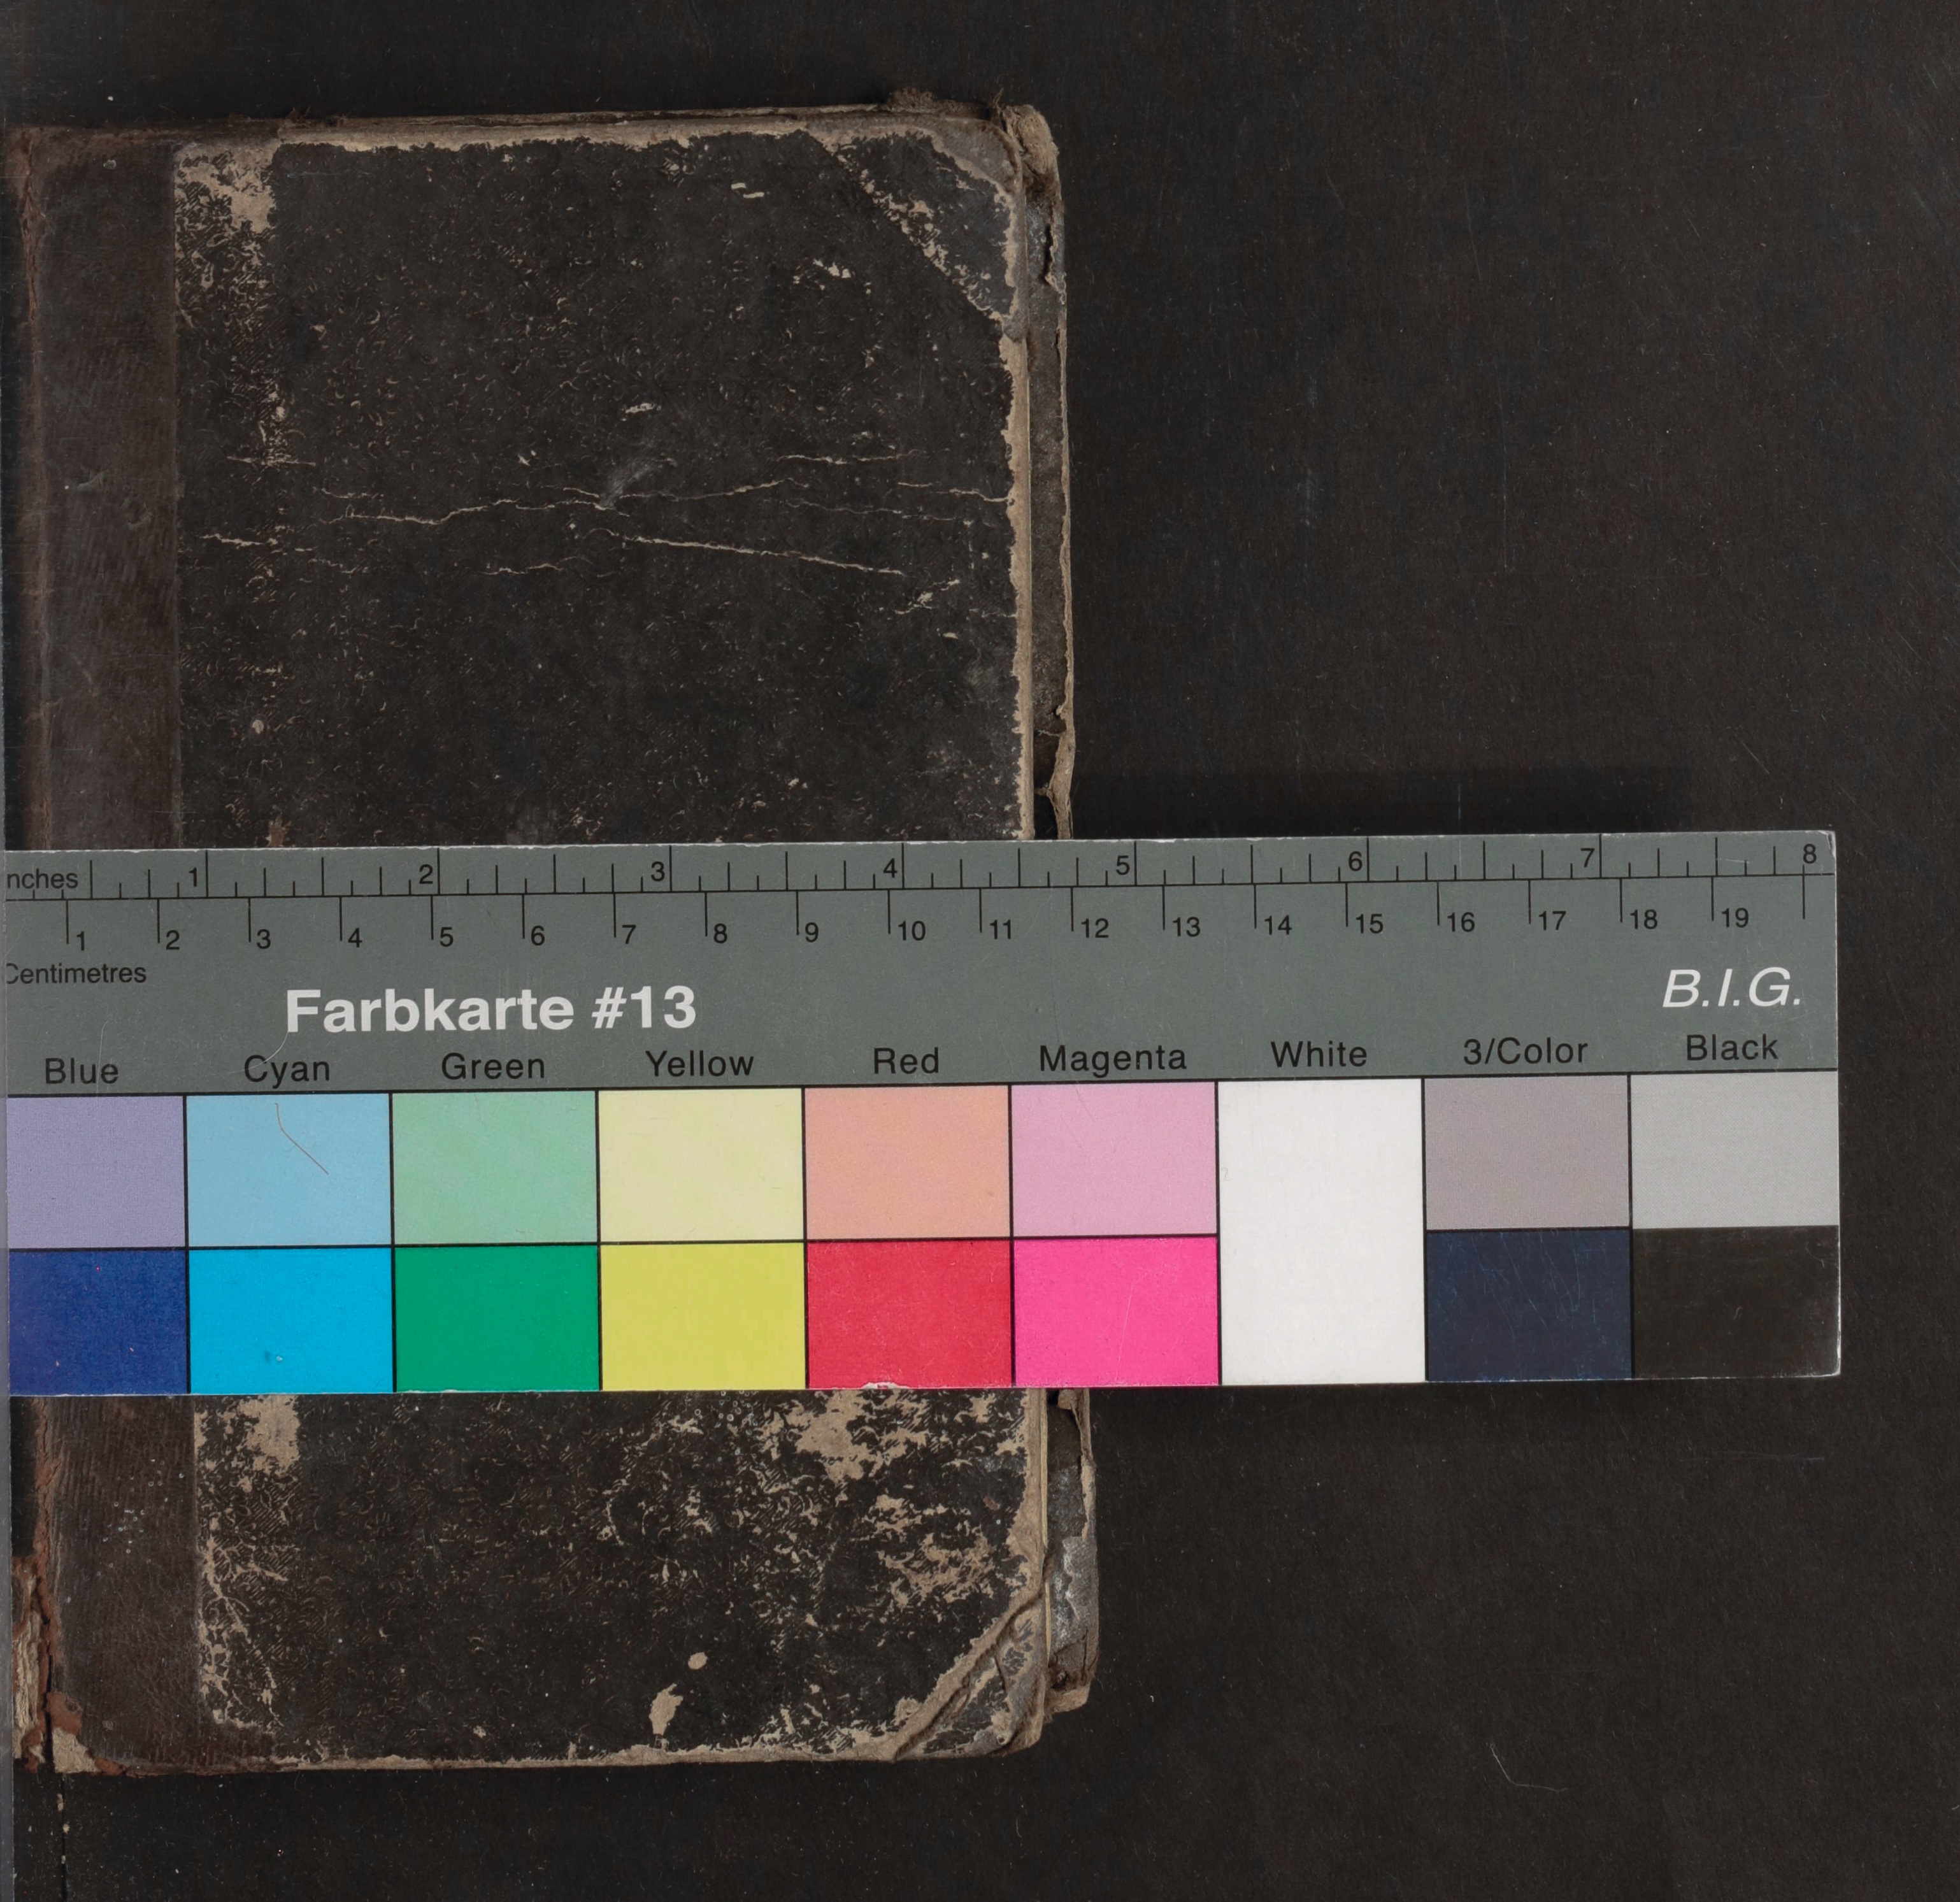 nches 1 2 3 4 5 6 7 8
1 2 3 4 5 6 7 8 9 10 11 12 13 14 15 16 17 18 19
Centimetres
Farbkarte #13 B.I.G.
Blue Cyan Green Yellow Red Magenta White 3/Color Black